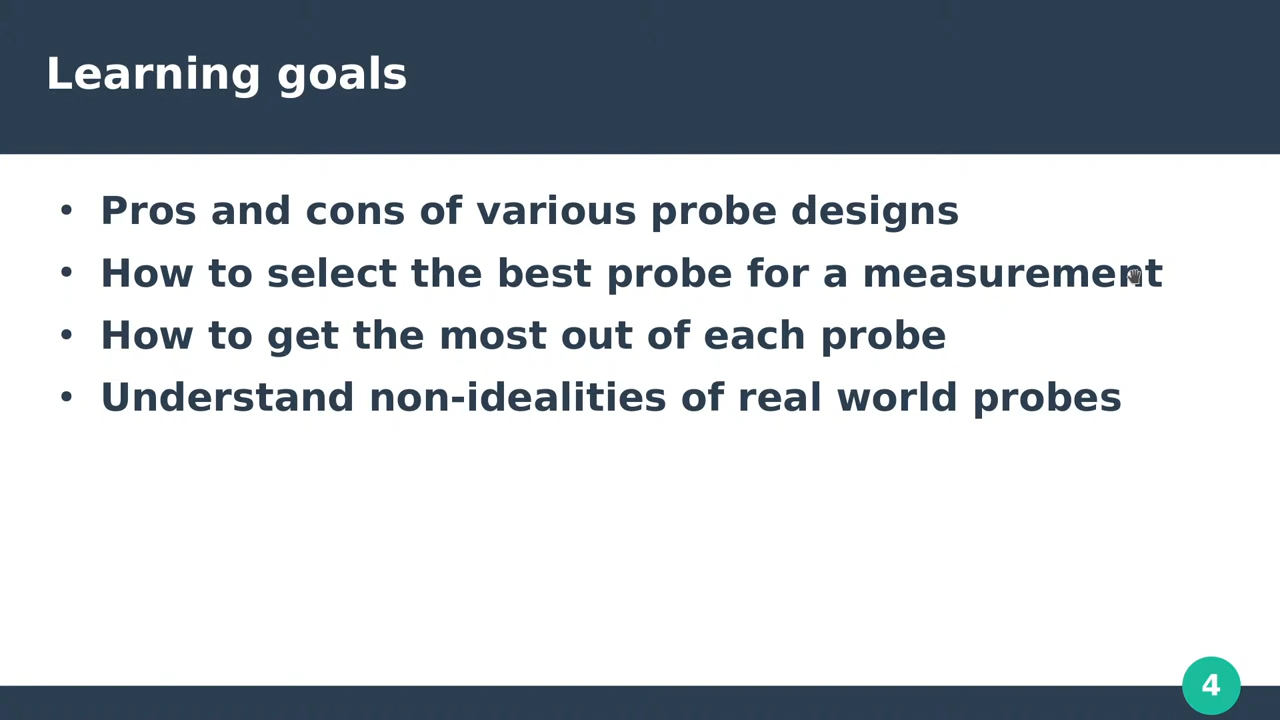 Learning goals
• Pros and cons of various probe designs
• How to select the best probe for a measurement
• How to get the most out of each probe
• Understand non-idealities of real world probes
4